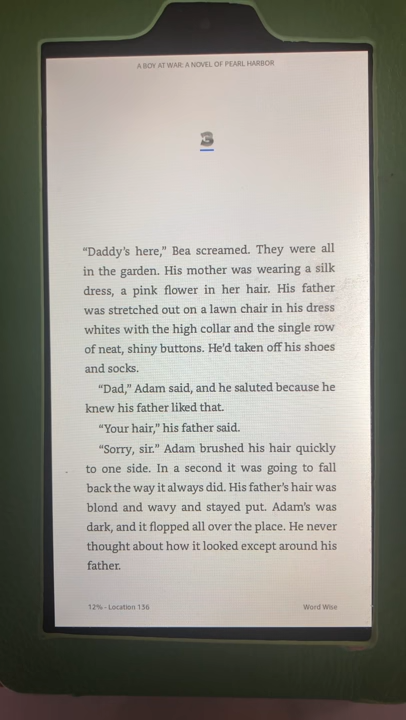 A BOY AT WAR: A NOVEL OF PEARL HARBOR
3
“Daddy’s here,” Bea screamed. They were all
in the garden. His mother was wearing a silk
dress, a pink flower in her hair. His father
was stretched out on a lawn chair in his dress
whites with the high collar and the single row
of neat, shiny buttons. He’d taken off his shoes
and socks.
“Dad,” Adam said, and he saluted because he
knew his father liked that.
“Your hair,” his father said.
“Sorry, sir.” Adam brushed his hair quickly
to one side. In a second it was going to fall
back the way it always did. His father’s hair was
blond and wavy and stayed put. Adam’s was
dark, and it flopped all over the place. He never
thought about how it looked except around his
father.
12% – Location 136 Word Wise